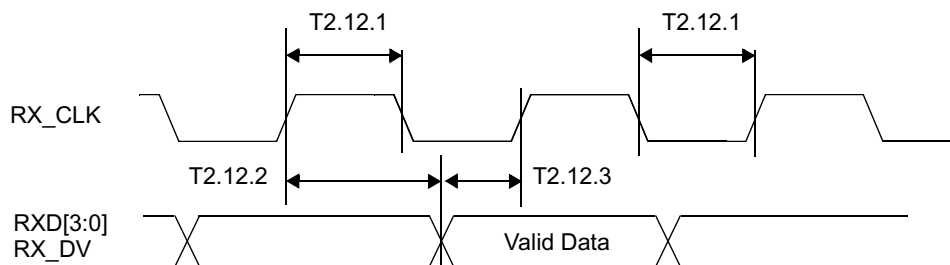 T2.12.1 T2.12.1
RX_CLK
T2.12.2 T2.12.3
RXD[3:0]
RX_DV
Valid Data